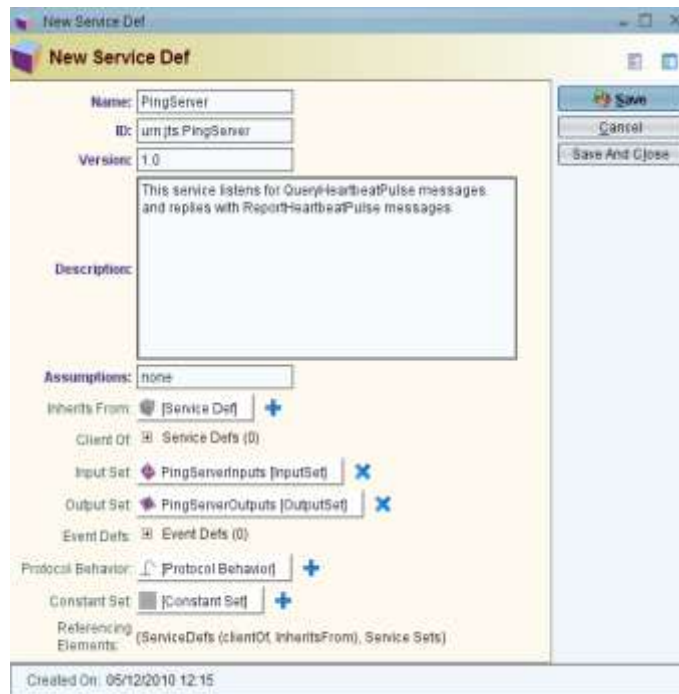 New Service Def
New Service Def
Name: PingServer
ID: urn:jts:PingServer
Version: 1.0
Description: This service listens for QueryHeartbeatPulse messages
and replies with ReportHeartbeatPulse messages
Assumptions: none
Inherits From: [Service Def]
Client Of: Service Defs (0)
Input Set: PingServerInputs [InputSet]
Output Set: PingServerOutputs [OutputSet]
Event Defs: Event Defs (0)
Protocol Behavior: [Protocol Behavior]
Constant Set: [Constant Set]
Referencing Elements: (ServiceDefs (clientOf, InheritsFrom), Service Sets)
Save
Cancel
Save And Close
Created On: 05/12/2010 12:15